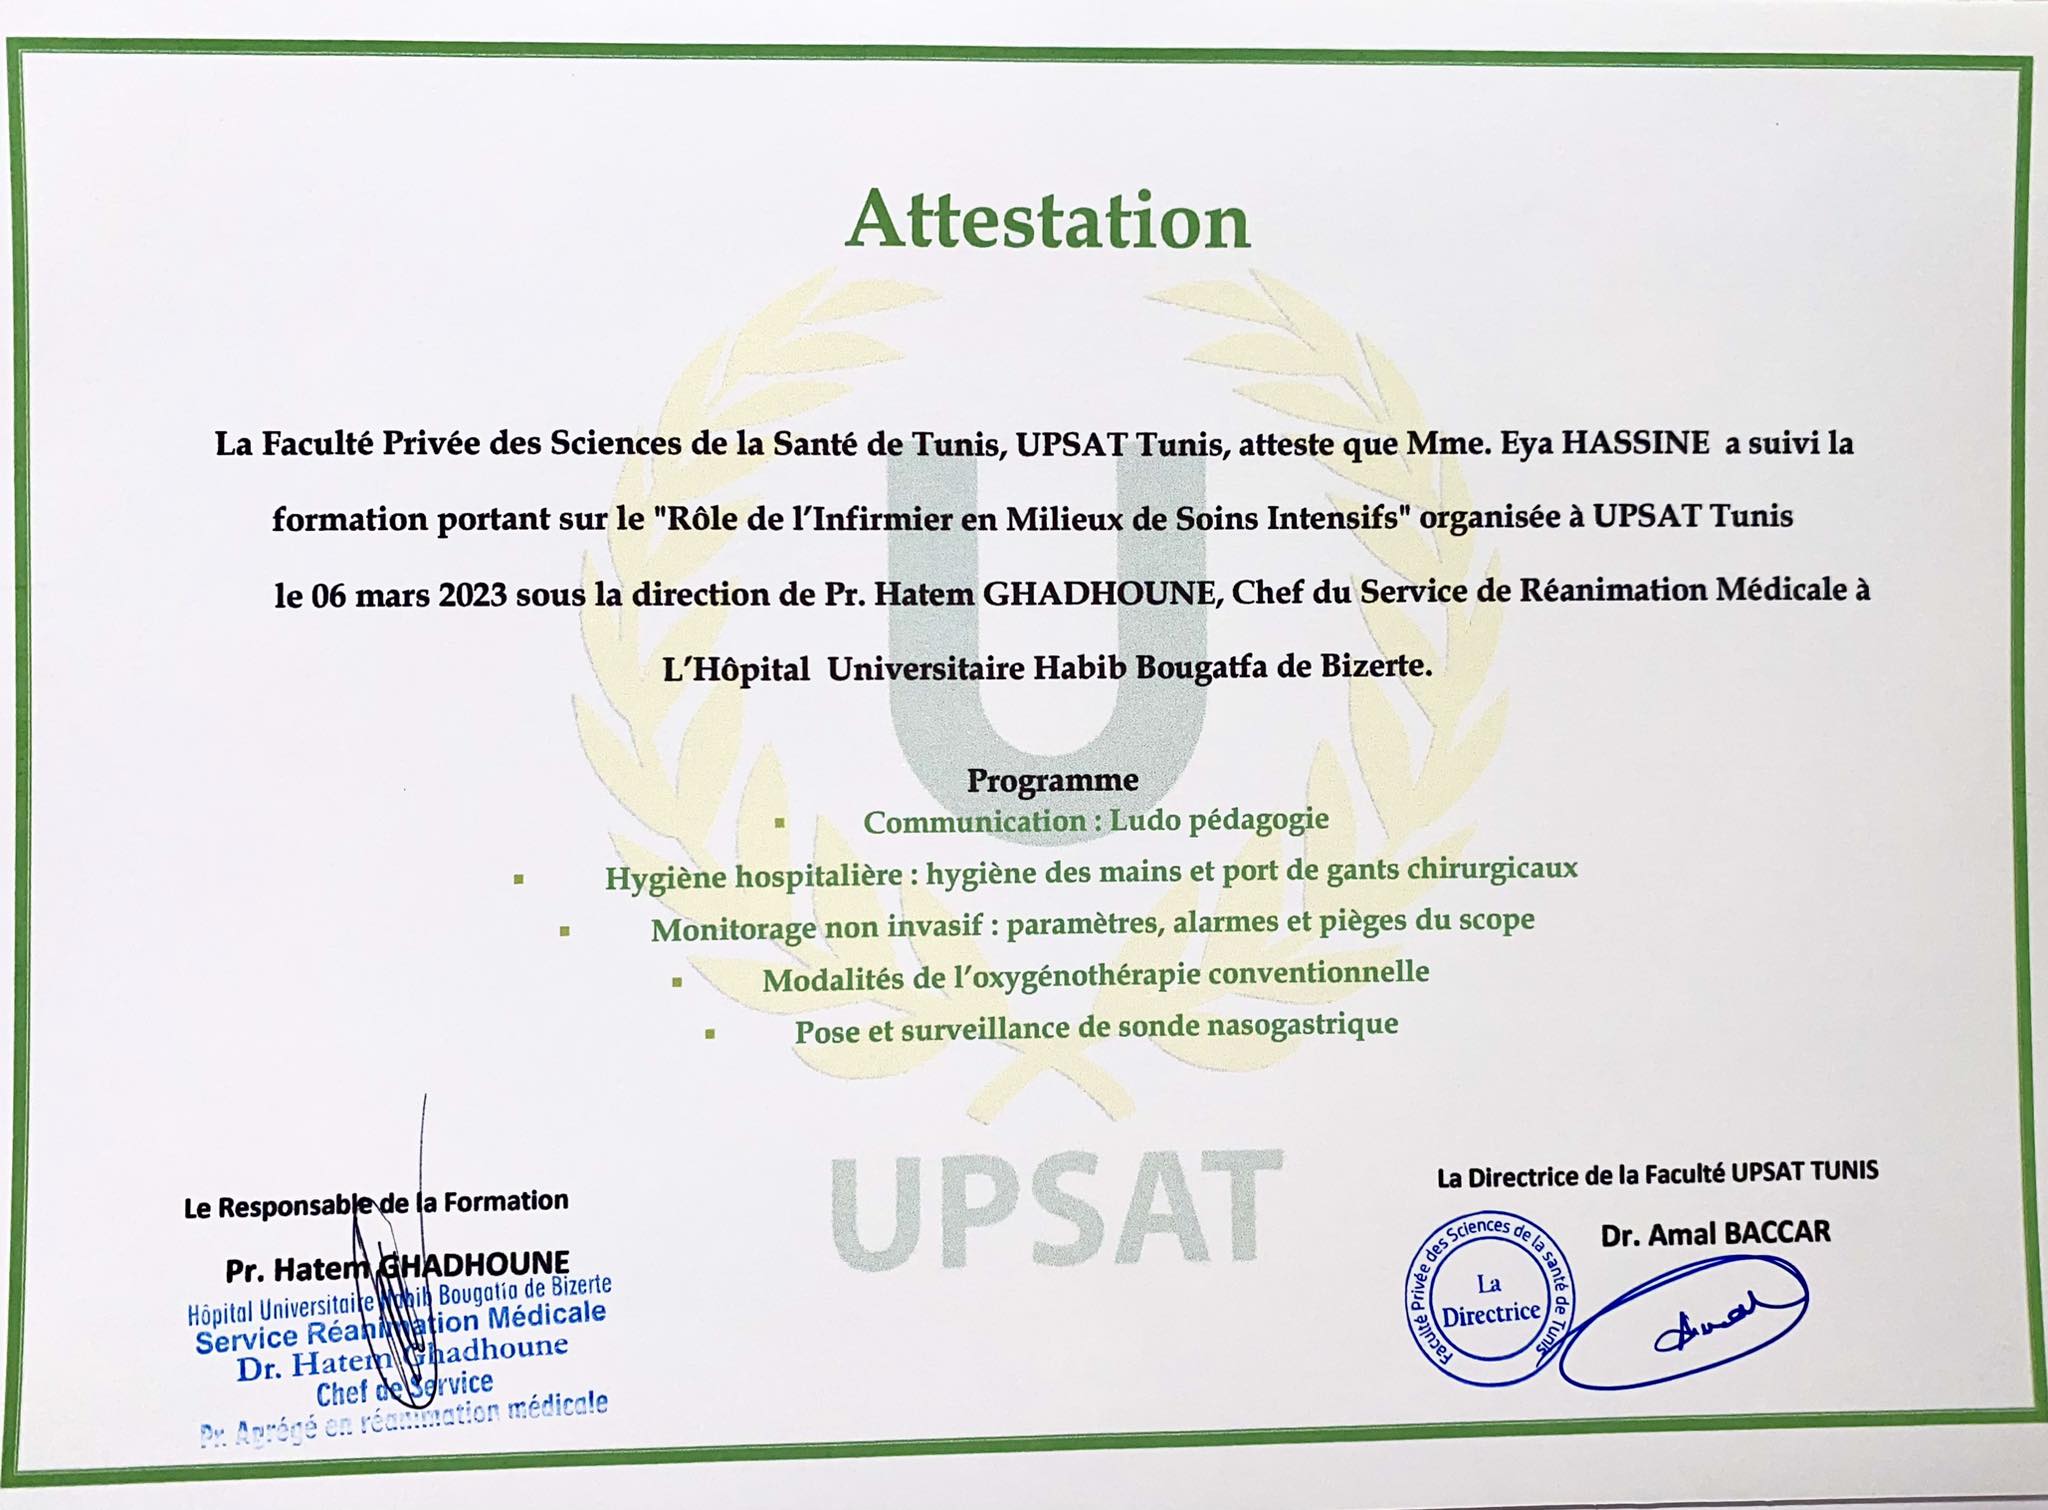 Attestation
La Faculté Privée des Sciences de la Santé de Tunis, UPSAT Tunis, atteste que Mme. Eya HASSINE a suivi la
formation portant sur le "Rôle de l'Infirmier en Milieux de Soins Intensifs" organisée à UPSAT Tunis
le 06 mars 2023 sous la direction de Pr. Hatem GHADHOUNE, Chef du Service de Réanimation Médicale à
L'Hôpital Universitaire Habib Bougatfa de Bizerte.
U
Programme
▪ Communication : Ludo pédagogie
▪ Hygiène hospitalière : hygiène des mains et port de gants chirurgicaux
▪ Monitorage non invasif : paramètres, alarmes et pièges du scope
▪ Modalités de l'oxygénothérapie conventionnelle
▪ Pose et surveillance de sonde nasogastrique
UPSAT
Le Responsable de la Formation
Pr. Hatem GHADHOUNE
Hôpital Universitaire Habib Bougatfa de Bizerte
Service Réanimation Médicale
Dr. Hatem Ghadhoune
Chef de Service
Pr. Agrégé en réanimation médicale
La Directrice de la Faculté UPSAT TUNIS
Dr. Amal BACCAR
Faculté Privée des Sciences de la santé de Tunis
La
Directrice